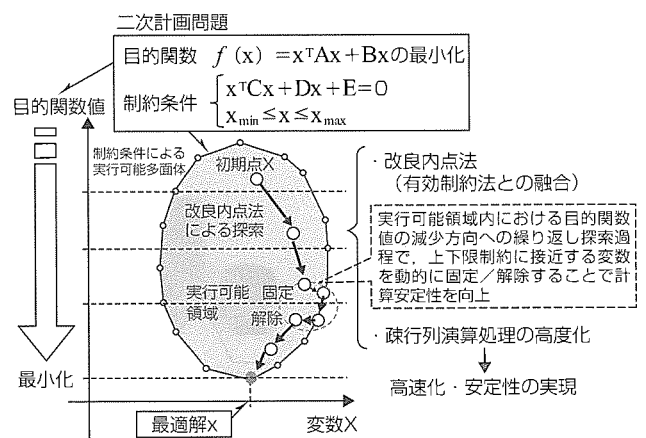 二次計画問題
目的関数 f (x) =xᵀAx+Bxの最小化
制約条件
xᵀCx+Dx+E=0
xmin≤x≤xmax
目的関数値
最小化
制約条件による
実行可能多面体
初期点X
改良内点法
による探索
実行可能
領域
固定
解除
最適解x
変数X
・改良内点法
(有効制約法との融合)
実行可能領域内における目的関数
値の減少方向への繰り返し探索過
程で,上下限制約に接近する変数
を動的に固定/解除することで計
算安定性を向上
・疎行列演算処理の高度化
高速化・安定性の実現